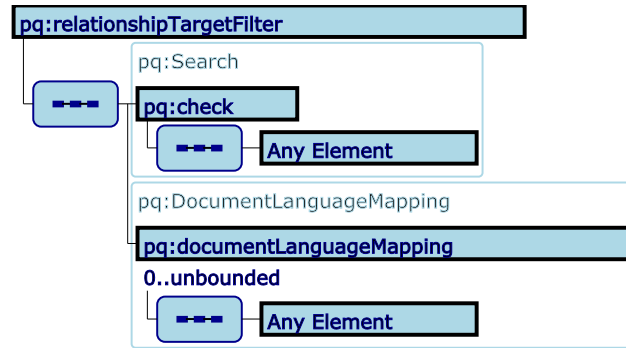 pq:relationshipTargetFilter
pq:Search
pq:check
Any Element
pq:DocumentLanguageMapping
pq:documentLanguageMapping
0..unbounded
Any Element